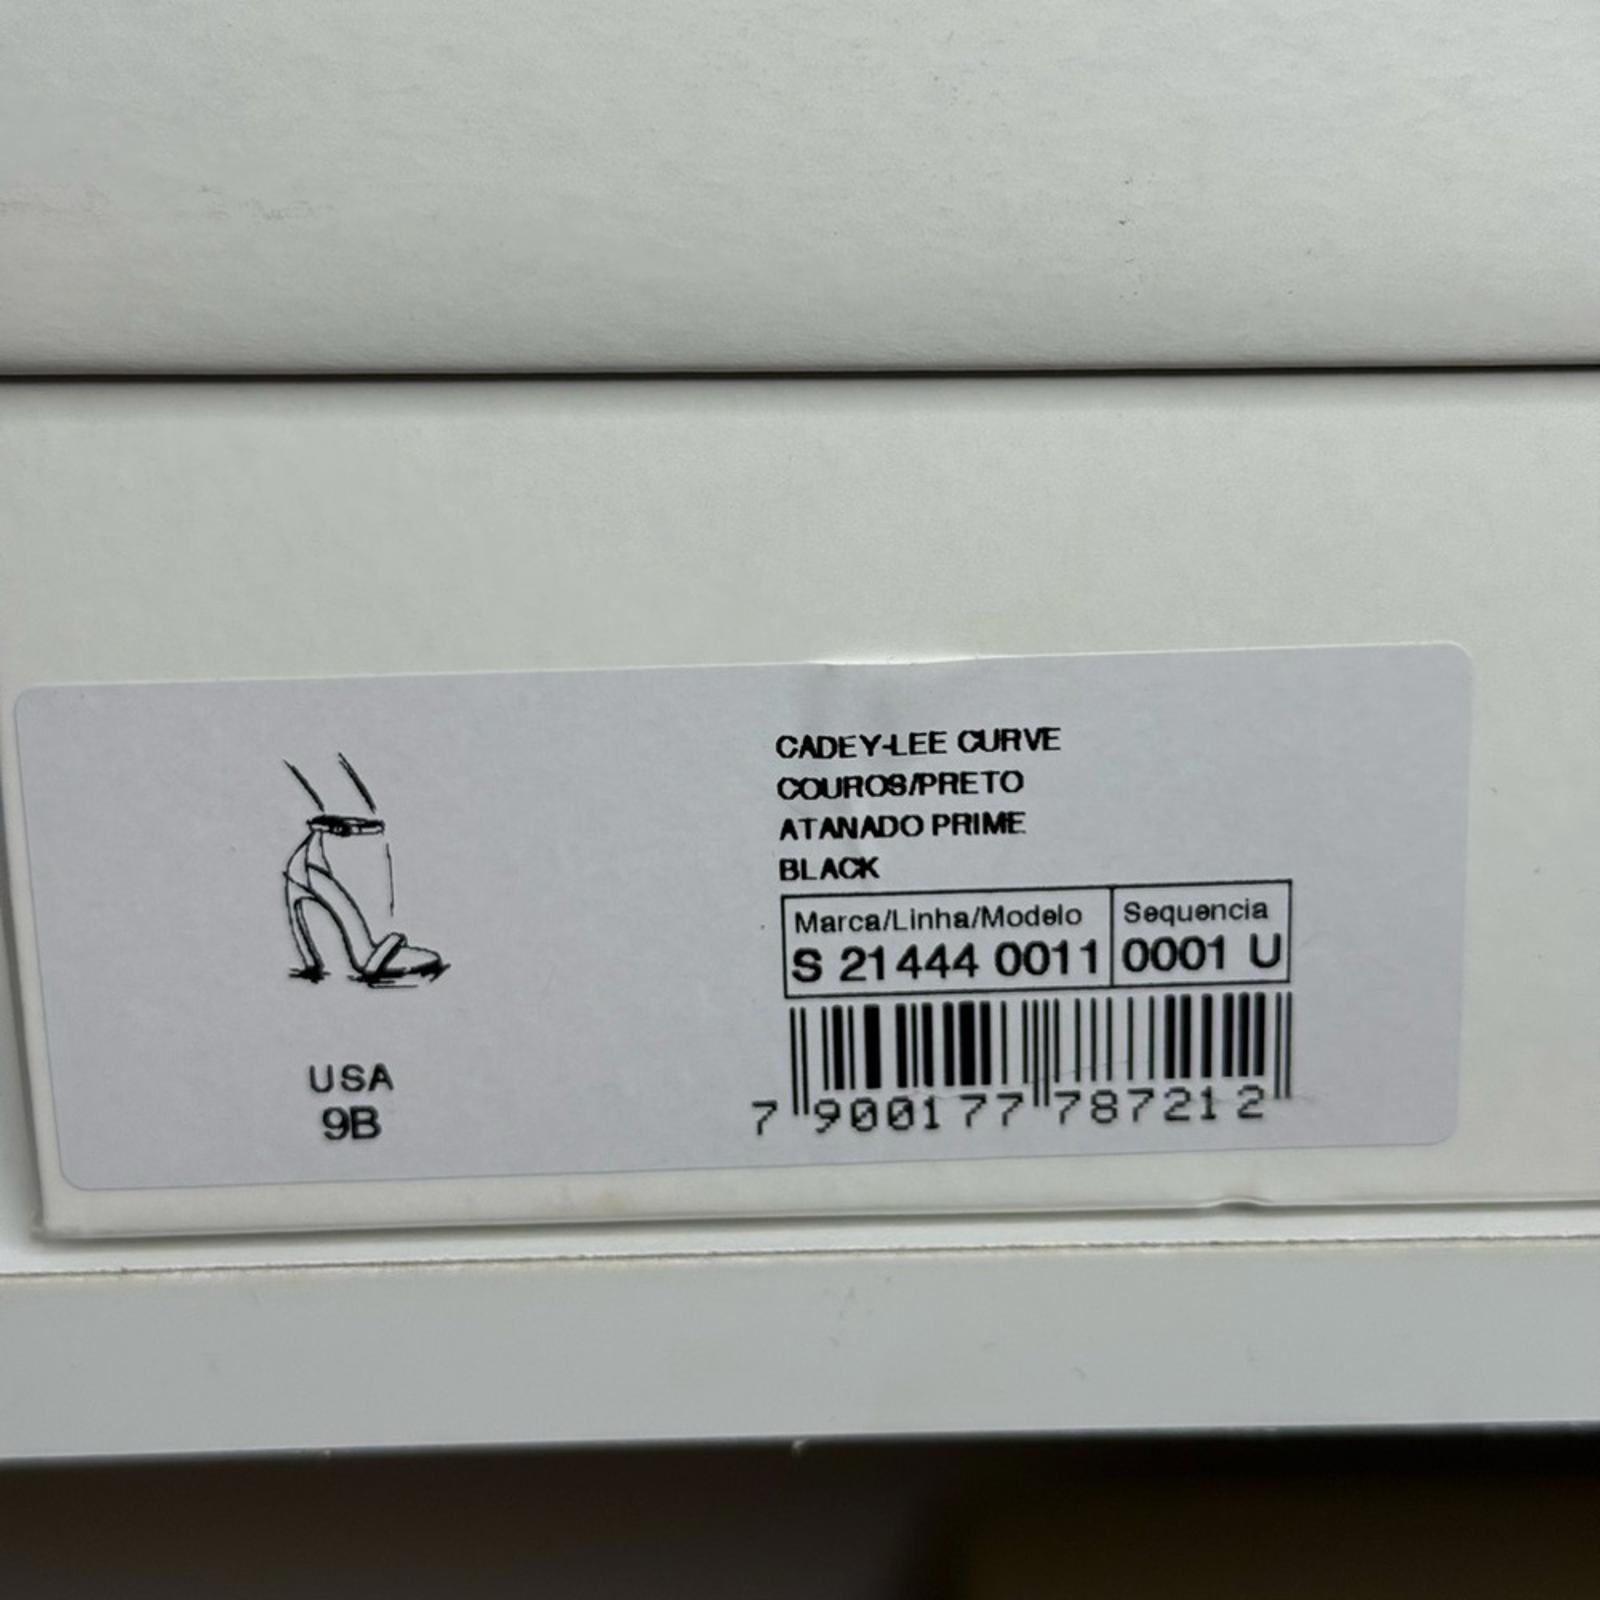 CADEY-LEE CURVE
COUROS/PRETO
ATANADO PRIME
BLACK
Marca/Linha/Modelo Sequencia
S 21444 0011 0001 U
7 900177 787212
USA
9B